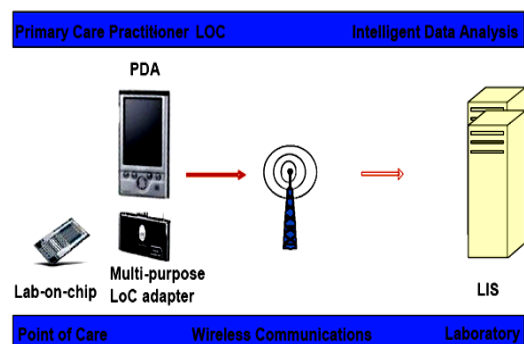 Primary Care Practitioner LOC
Intelligent Data Analysis
PDA
Lab-on-chip
Multi-purpose
LoC adapter
LIS
Point of Care
Wireless Communications
Laboratory